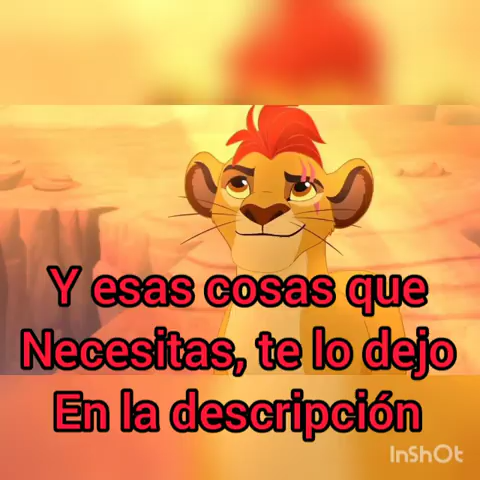 Y esas cosas que
Necesitas, te lo dejo
En la descripción
InShOt